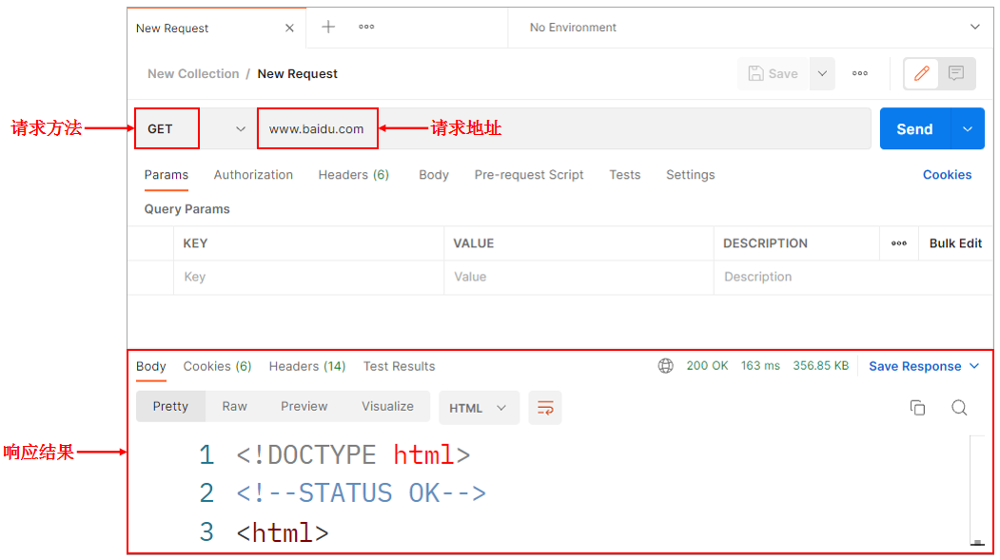 New Request
No Environment
New Collection / New Request
Save
请求方法
GET
www.baidu.com
请求地址
Send
Params Authorization Headers (6) Body Pre-request Script Tests Settings Cookies
Query Params
KEY VALUE DESCRIPTION Bulk Edit
Key Value Description
响应结果
Body Cookies (6) Headers (14) Test Results 200 OK 163 ms 356.85 KB Save Response
Pretty Raw Preview Visualize HTML
1 <!DOCTYPE html>
2 <!--STATUS OK-->
3 <html>